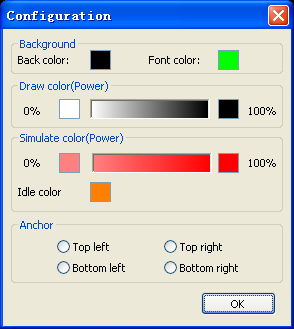 Configuration
Background
Back color: Font color:
Draw color(Power)
0% 100%
Simulate color(Power)
0% 100%
Idle color
Anchor
Top left Top right
Bottom left Bottom right
OK